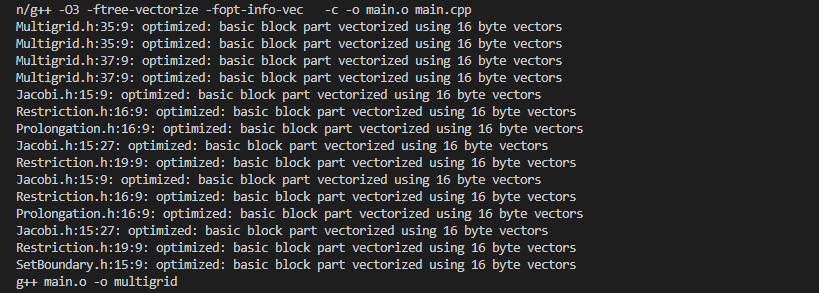 n/g++ -O3 -ftree-vectorize -fopt-info-vec   -c -o main.o main.cpp
Multigrid.h:35:9: optimized: basic block part vectorized using 16 byte vectors
Multigrid.h:35:9: optimized: basic block part vectorized using 16 byte vectors
Multigrid.h:37:9: optimized: basic block part vectorized using 16 byte vectors
Multigrid.h:37:9: optimized: basic block part vectorized using 16 byte vectors
Jacobi.h:15:9: optimized: basic block part vectorized using 16 byte vectors
Restriction.h:16:9: optimized: basic block part vectorized using 16 byte vectors
Prolongation.h:16:9: optimized: basic block part vectorized using 16 byte vectors
Jacobi.h:15:27: optimized: basic block part vectorized using 16 byte vectors
Restriction.h:19:9: optimized: basic block part vectorized using 16 byte vectors
Jacobi.h:15:9: optimized: basic block part vectorized using 16 byte vectors
Restriction.h:16:9: optimized: basic block part vectorized using 16 byte vectors
Prolongation.h:16:9: optimized: basic block part vectorized using 16 byte vectors
Jacobi.h:15:27: optimized: basic block part vectorized using 16 byte vectors
Restriction.h:19:9: optimized: basic block part vectorized using 16 byte vectors
SetBoundary.h:15:9: optimized: basic block part vectorized using 16 byte vectors
g++ main.o -o multigrid